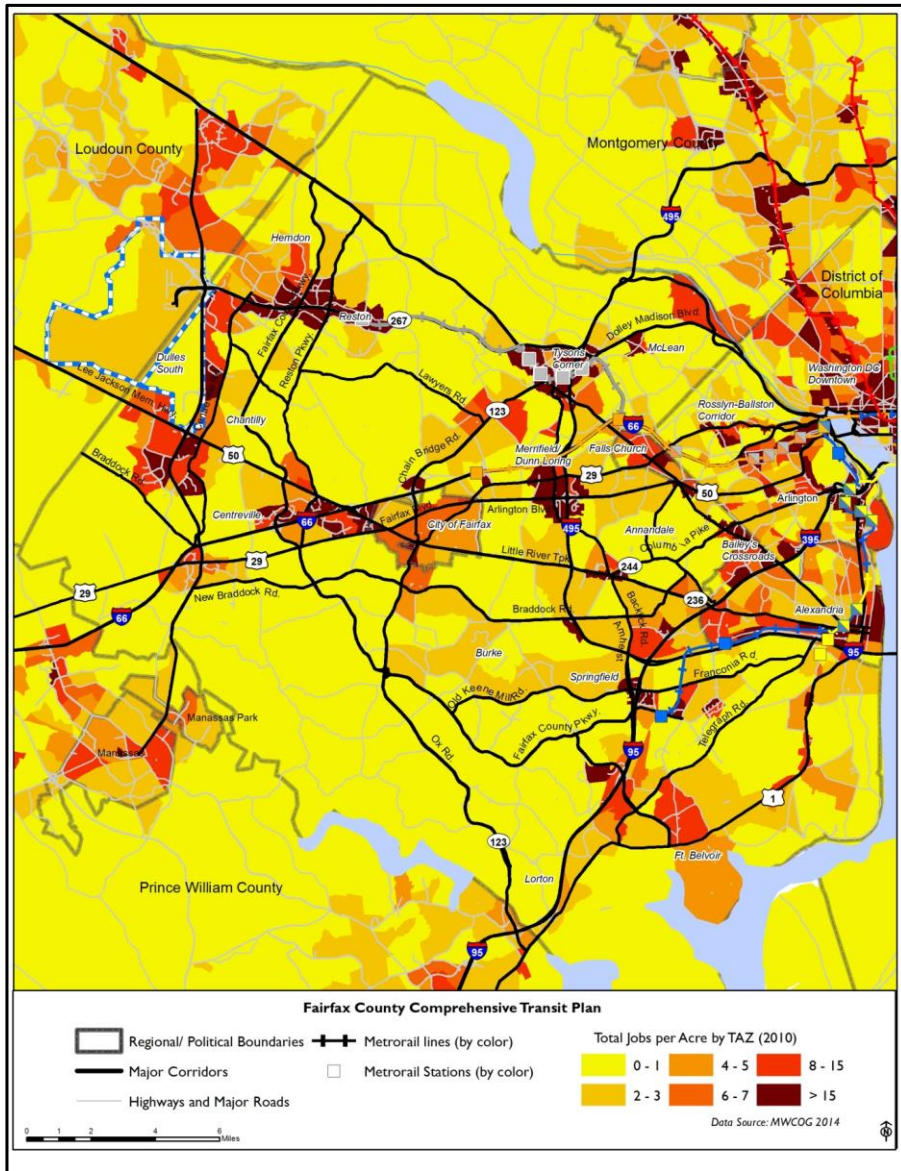 Loudoun County
Montgomery County
495
Herndon
District of
Columbia
Fairfax County Pkwy.
Reston
267
Dolley Madison Blvd.
Reston Pkwy.
Tysons
Corner
McLean
Dulles
South
Washington DC
Downtown
Lee Jackson Mem. Hwy.
Lawyers Rd.
Rosslyn-Ballston
Corridor
123
Chantilly
66
Chain Bridge Rd.
Merrifield/
Dunn Loring
Falls Church
50
29
Braddock Rd.
50
Centreville
66
Fairfax Blvd.
City of Fairfax
Arlington Blvd.
495
Arlington
Annandale
Columbia Pike
Bailey's
Crossroads
395
Little River Tpk.
244
29
29
New Braddock Rd.
236
66
Braddock Rd.
Backlick Rd.
Amherst
Alexandria
95
Burke
Franconia Rd.
Springfield
Old Keene Mill Rd.
Telegraph Rd.
Manassas Park
Fairfax County Pkwy.
Manassas
Ox Rd.
95
1
123
Ft. Belvoir
Prince William County
Lorton
95
Fairfax County Comprehensive Transit Plan
Regional/ Political Boundaries
Metrorail lines (by color)
Major Corridors
Metrorail Stations (by color)
Highways and Major Roads
Total Jobs per Acre by TAZ (2010)
0 - 1
4 - 5
8 - 15
2 - 3
6 - 7
> 15
Data Source: MWCOG 2014
0 1 2 4 6
Miles
N